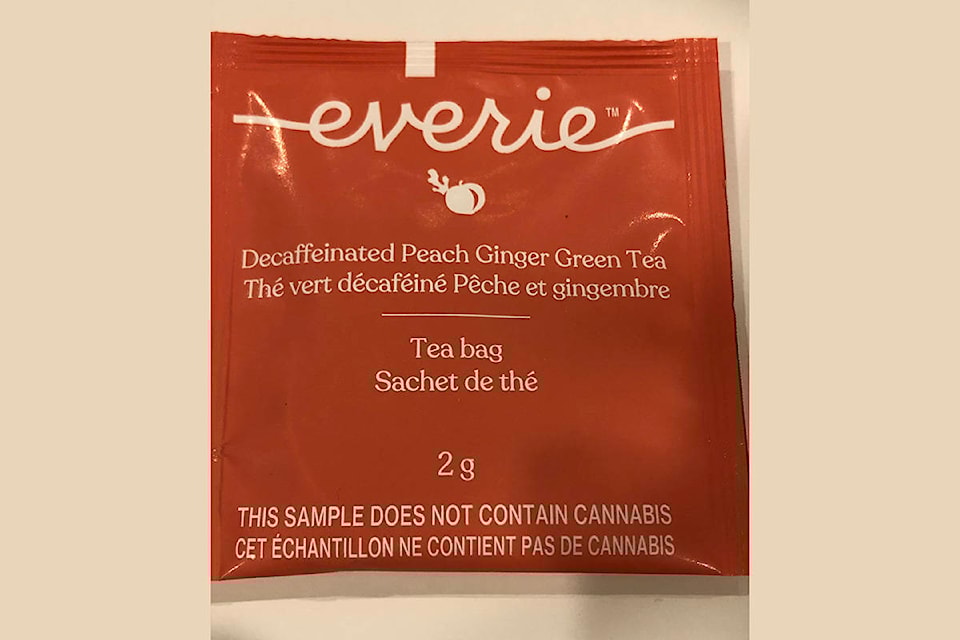 everie™
Decaffeinated Peach Ginger Green Tea
Thé vert décaféiné Pêche et gingembre
Tea bag
Sachet de thé
2 g
THIS SAMPLE DOES NOT CONTAIN CANNABIS
CET ÉCHANTILLON NE CONTIENT PAS DE CANNABIS